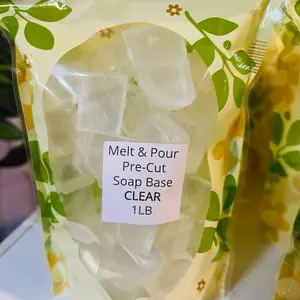 Melt & Pour
Pre-Cut
Soap Base
CLEAR
1LB